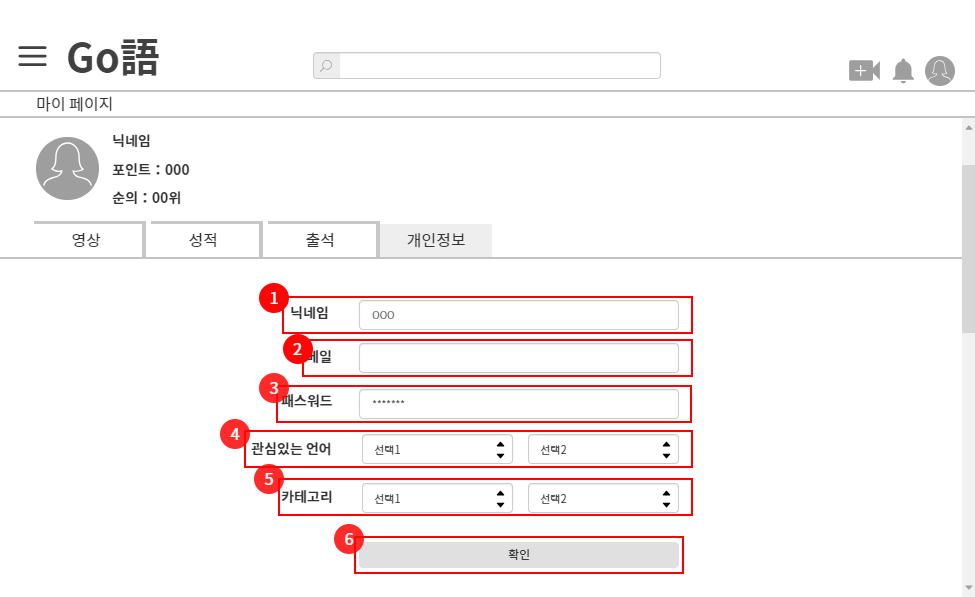 Go語
마이 페이지
닉네임
포인트 : 000
순의 : 00위
영상 성적 출석 개인정보
1 닉네임 000
2 메일
3 패스워드 *******
4 관심있는 언어 선택1 선택2
5 카테고리 선택1 선택2
6 확인